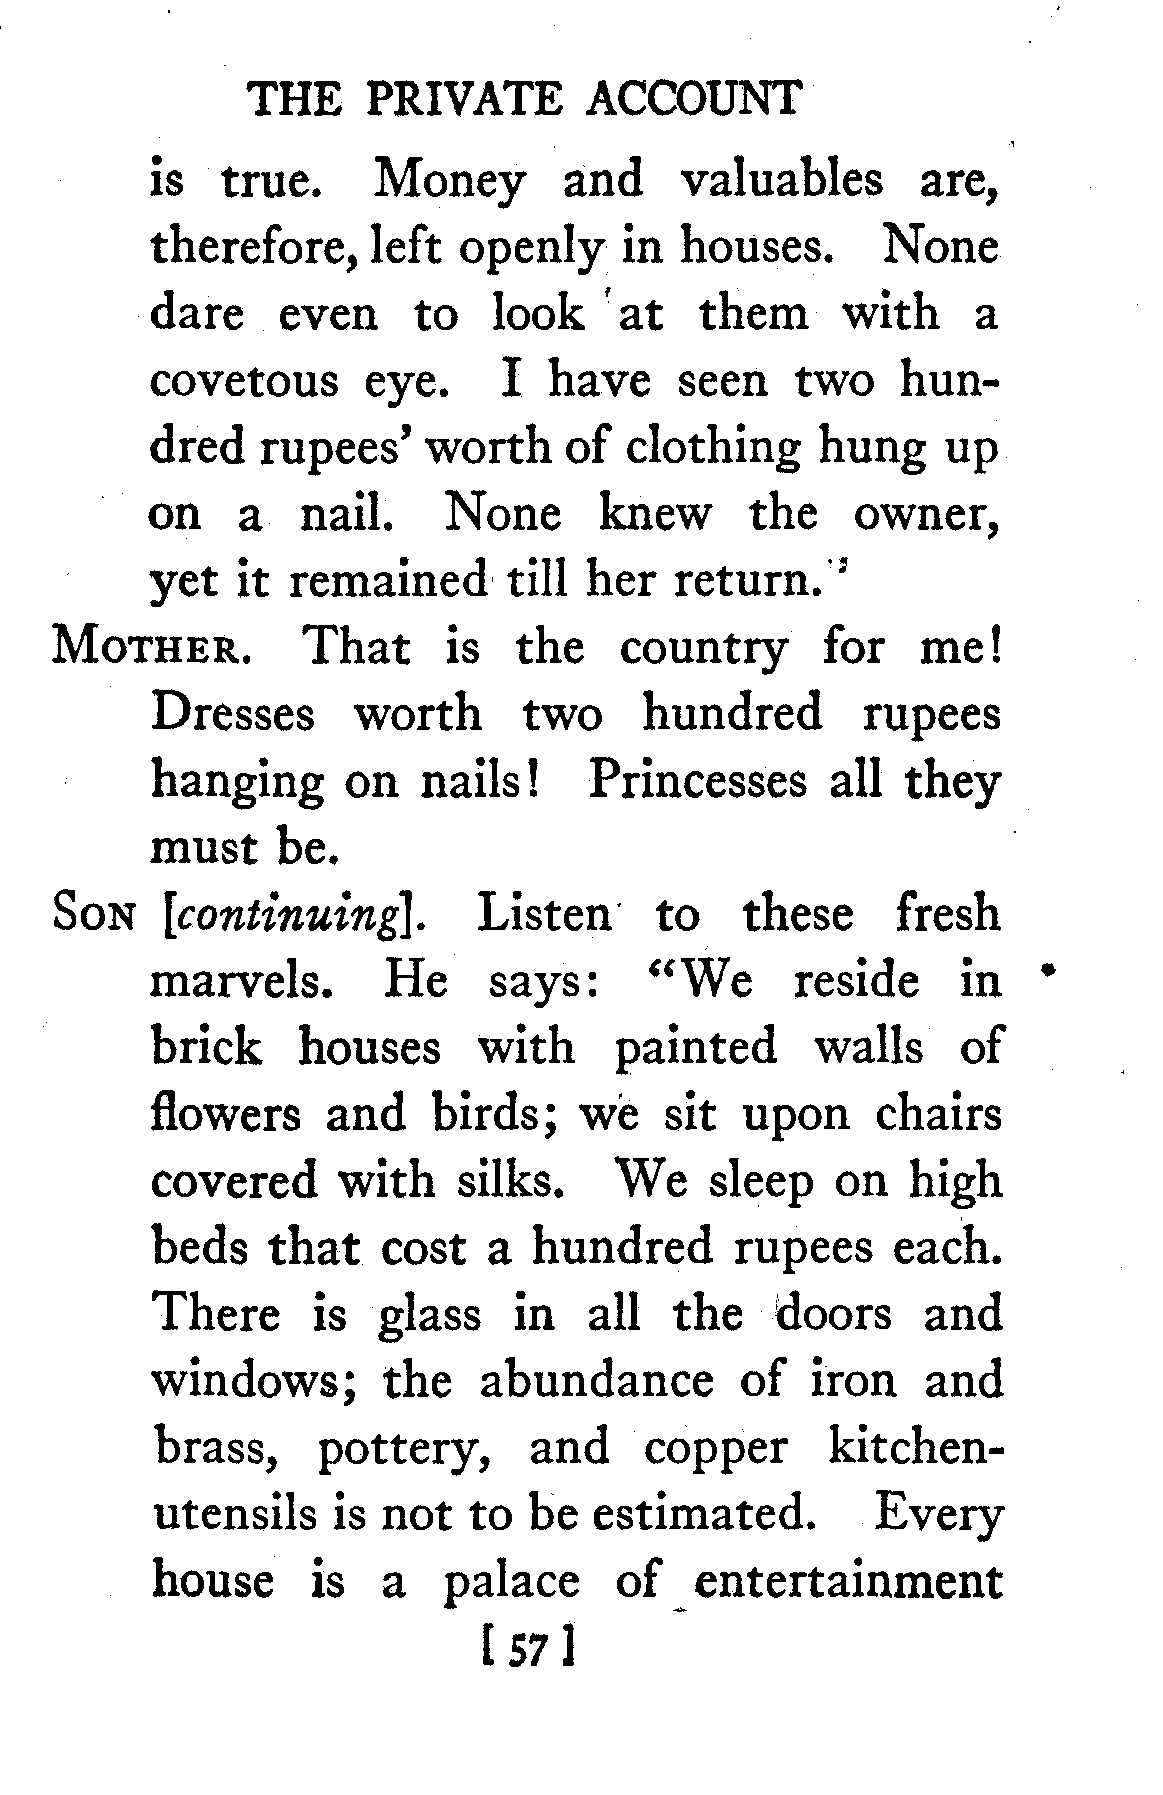 THE PRIVATE ACCOUNT
is true. Money and valuables are,
therefore, left openly in houses. None
dare even to look at them with a
covetous eye. I have seen two hun-
dred rupees' worth of clothing hung up
on a nail. None knew the owner,
yet it remained till her return."
MOTHER. That is the country for me!
Dresses worth two hundred rupees
hanging on nails! Princesses all they
must be.
SON [continuing]. Listen to these fresh
marvels. He says: "We reside in
brick houses with painted walls of
flowers and birds; we sit upon chairs
covered with silks. We sleep on high
beds that cost a hundred rupees each.
There is glass in all the doors and
windows; the abundance of iron and
brass, pottery, and copper kitchen-
utensils is not to be estimated. Every
house is a palace of entertainment
[ 57 ]